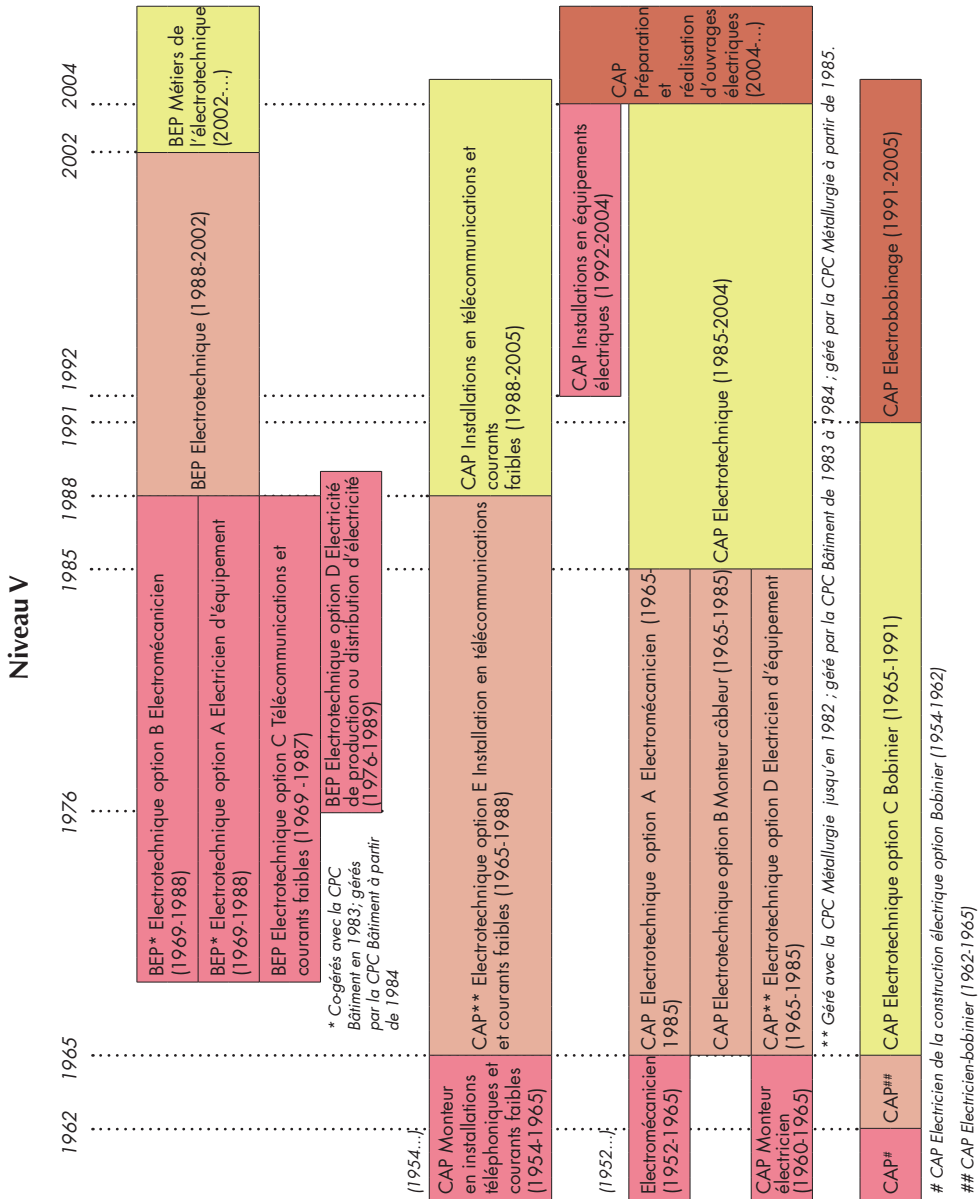 Niveau V
1962
1965
1976
1985
1988
1991
1992
2002
2004
BEP* Electrotechnique option B Electromécanicien
(1969-1988)
BEP* Electrotechnique option A Electricien d'équipement
(1969-1988)
BEP Electrotechnique option C Télécommunications et
courants faibles (1969 -1987)
BEP Electrotechnique option D Electricité
de production ou distribution d'électricité
(1976-1989)
BEP Electrotechnique (1988-2002)
BEP Métiers de
l'électrotechnique
(2002-...)
* Co-gérés avec la CPC
Bâtiment en 1983; gérés
par la CPC Bâtiment à partir
de 1984
(1954...)
CAP Monteur
en installations
téléphoniques et
courants faibles
(1954-1965)
CAP** Electrotechnique option E Installation en télécommunications
et courants faibles (1965-1988)
CAP Installations en télécommunications et
courants
faibles (1988-2005)
CAP Installations en équipements
électriques (1992-2004)
CAP
Préparation
et
réalisation
d'ouvrages
électriques
(2004-...)
(1952...)
Electromécanicien
(1952-1965)
CAP Electrotechnique option A Electromécanicien (1965-
1985)
CAP Electrotechnique option B Monteur câbleur (1965-1985)
CAP Electrotechnique (1985-2004)
CAP Monteur
électricien
(1960-1965)
CAP** Electrotechnique option D Electricien d'équipement
(1965-1985)
** Géré avec la CPC Métallurgie jusqu'en 1982 ; géré par la CPC Bâtiment de 1983 à 1984 ; géré par la CPC Métallurgie à partir de 1985.
CAP#
CAP##
CAP Electrotechnique option C Bobinier (1965-1991)
CAP Electrobobinage (1991-2005)
# CAP Electricien de la construction électrique option Bobinier (1954-1962)
## CAP Electricien-bobinier (1962-1965)